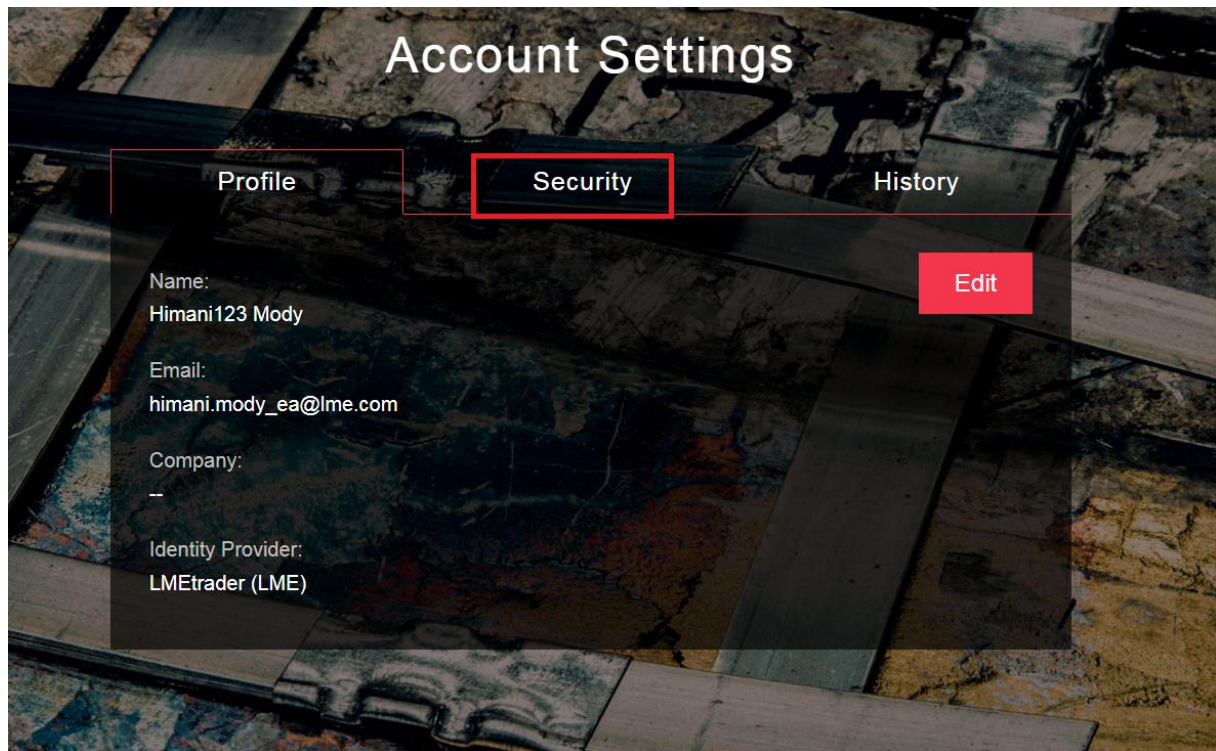 Account Settings
Profile
Security
History
Edit
Name:
Himani123 Mody
Email:
himani.mody_ea@lme.com
Company:
--
Identity Provider:
LMEtrader (LME)